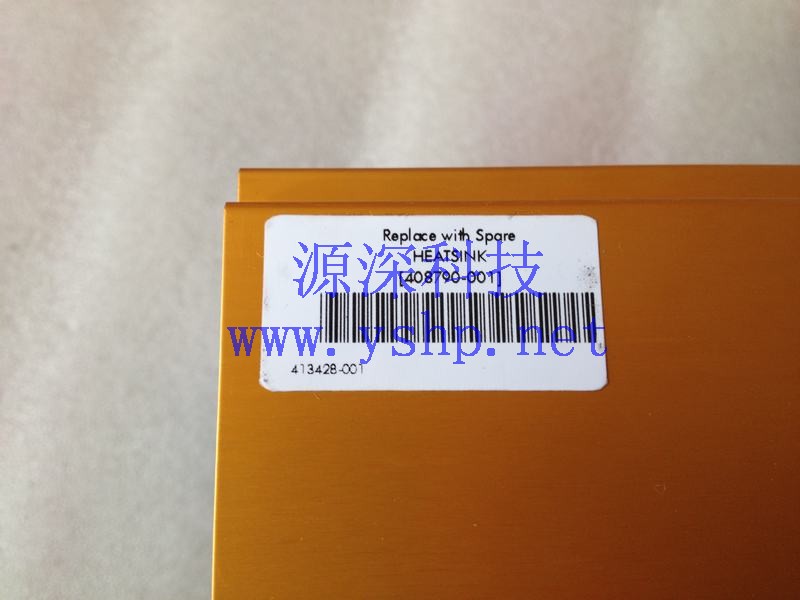 Replace with Spare
HEATSINK
[408790-001]
源深科技
www.yshp.net
413428-001